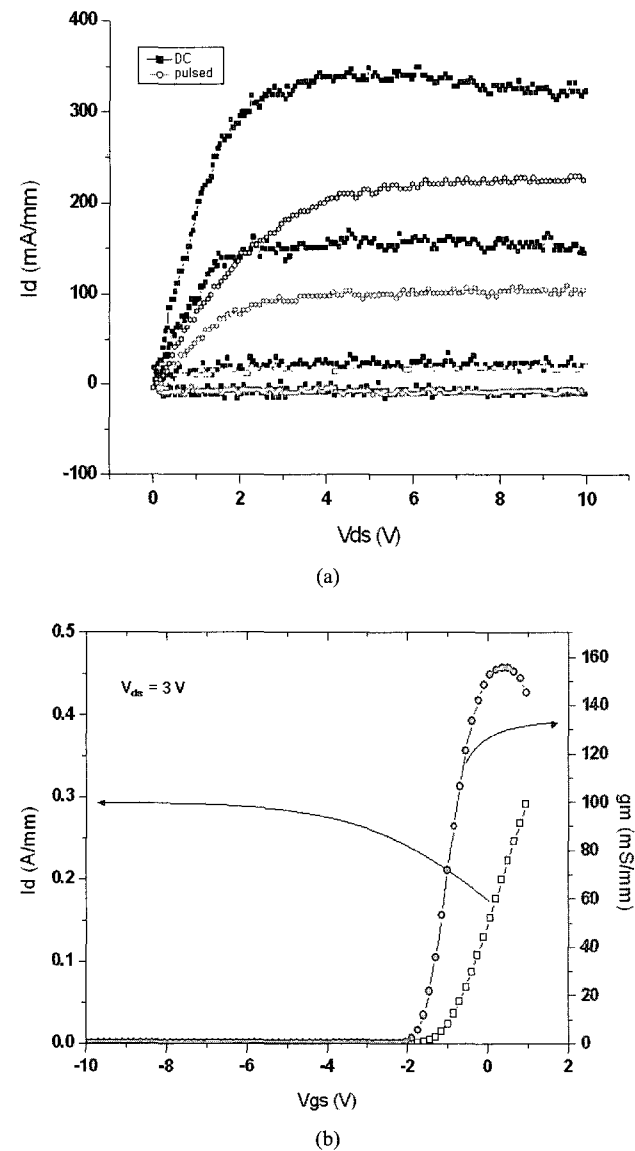 400
DC
pulsed
300
200
100
0
-100
Id (mA/mm)
0 2 4 6 8 10
Vds (V)
(a)
0.5
0.4
0.3
0.2
0.1
0.0
Id (A/mm)
Vds = 3 V
160
140
120
100
80
60
40
20
0
gm (mS/mm)
-10 -8 -6 -4 -2 0 2
Vgs (V)
(b)